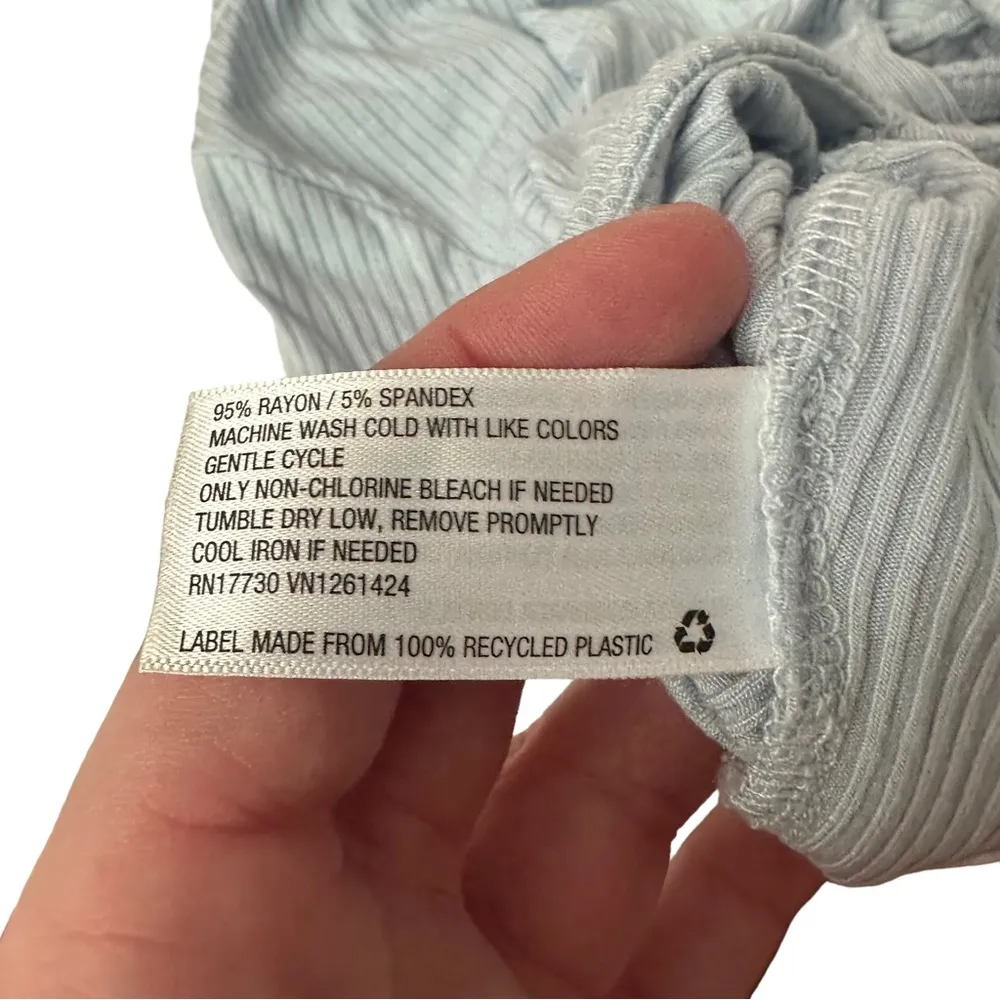 95% RAYON / 5% SPANDEX
MACHINE WASH COLD WITH LIKE COLORS
GENTLE CYCLE
ONLY NON-CHLORINE BLEACH IF NEEDED
TUMBLE DRY LOW, REMOVE PROMPTLY
COOL IRON IF NEEDED
RN17730 VN1261424
LABEL MADE FROM 100% RECYCLED PLASTIC